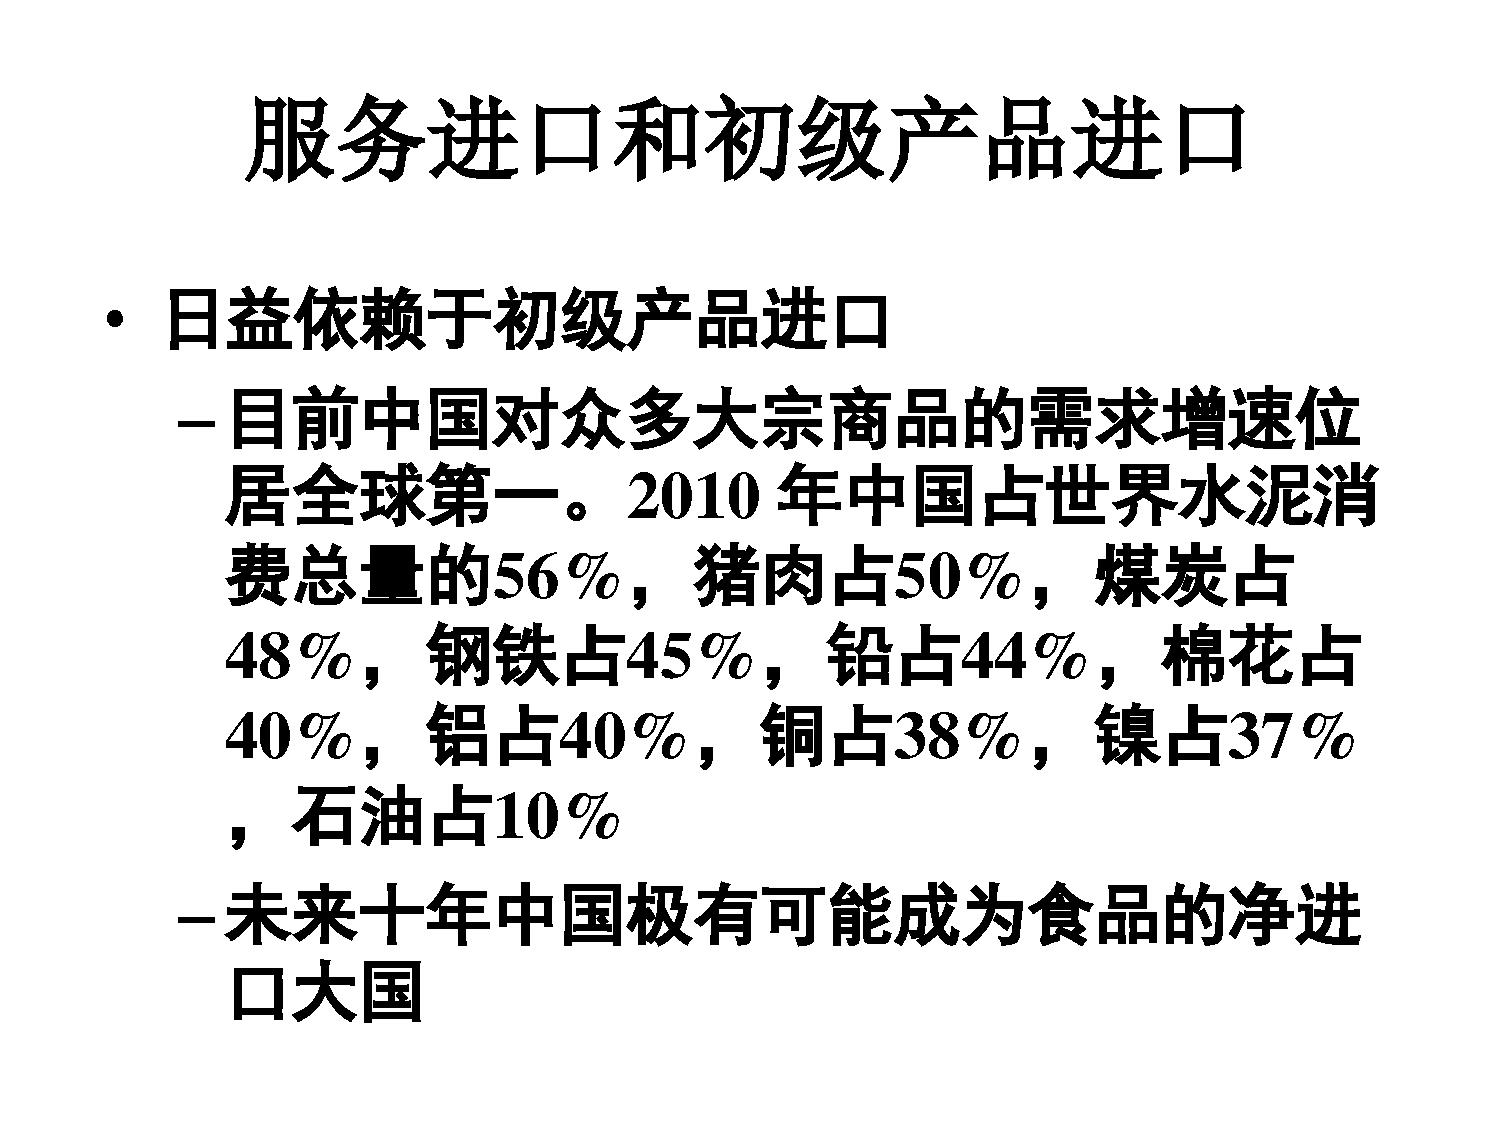 服务进口和初级产品进口
• 日益依赖于初级产品进口
–目前中国对众多大宗商品的需求增速位
居全球第一。2010 年中国占世界水泥消
费总量的56%，猪肉占50%，煤炭占
48%，钢铁占45%，铅占44%，棉花占
40%，铝占40%，铜占38%，镍占37%
，石油占10%
–未来十年中国极有可能成为食品的净进
口大国